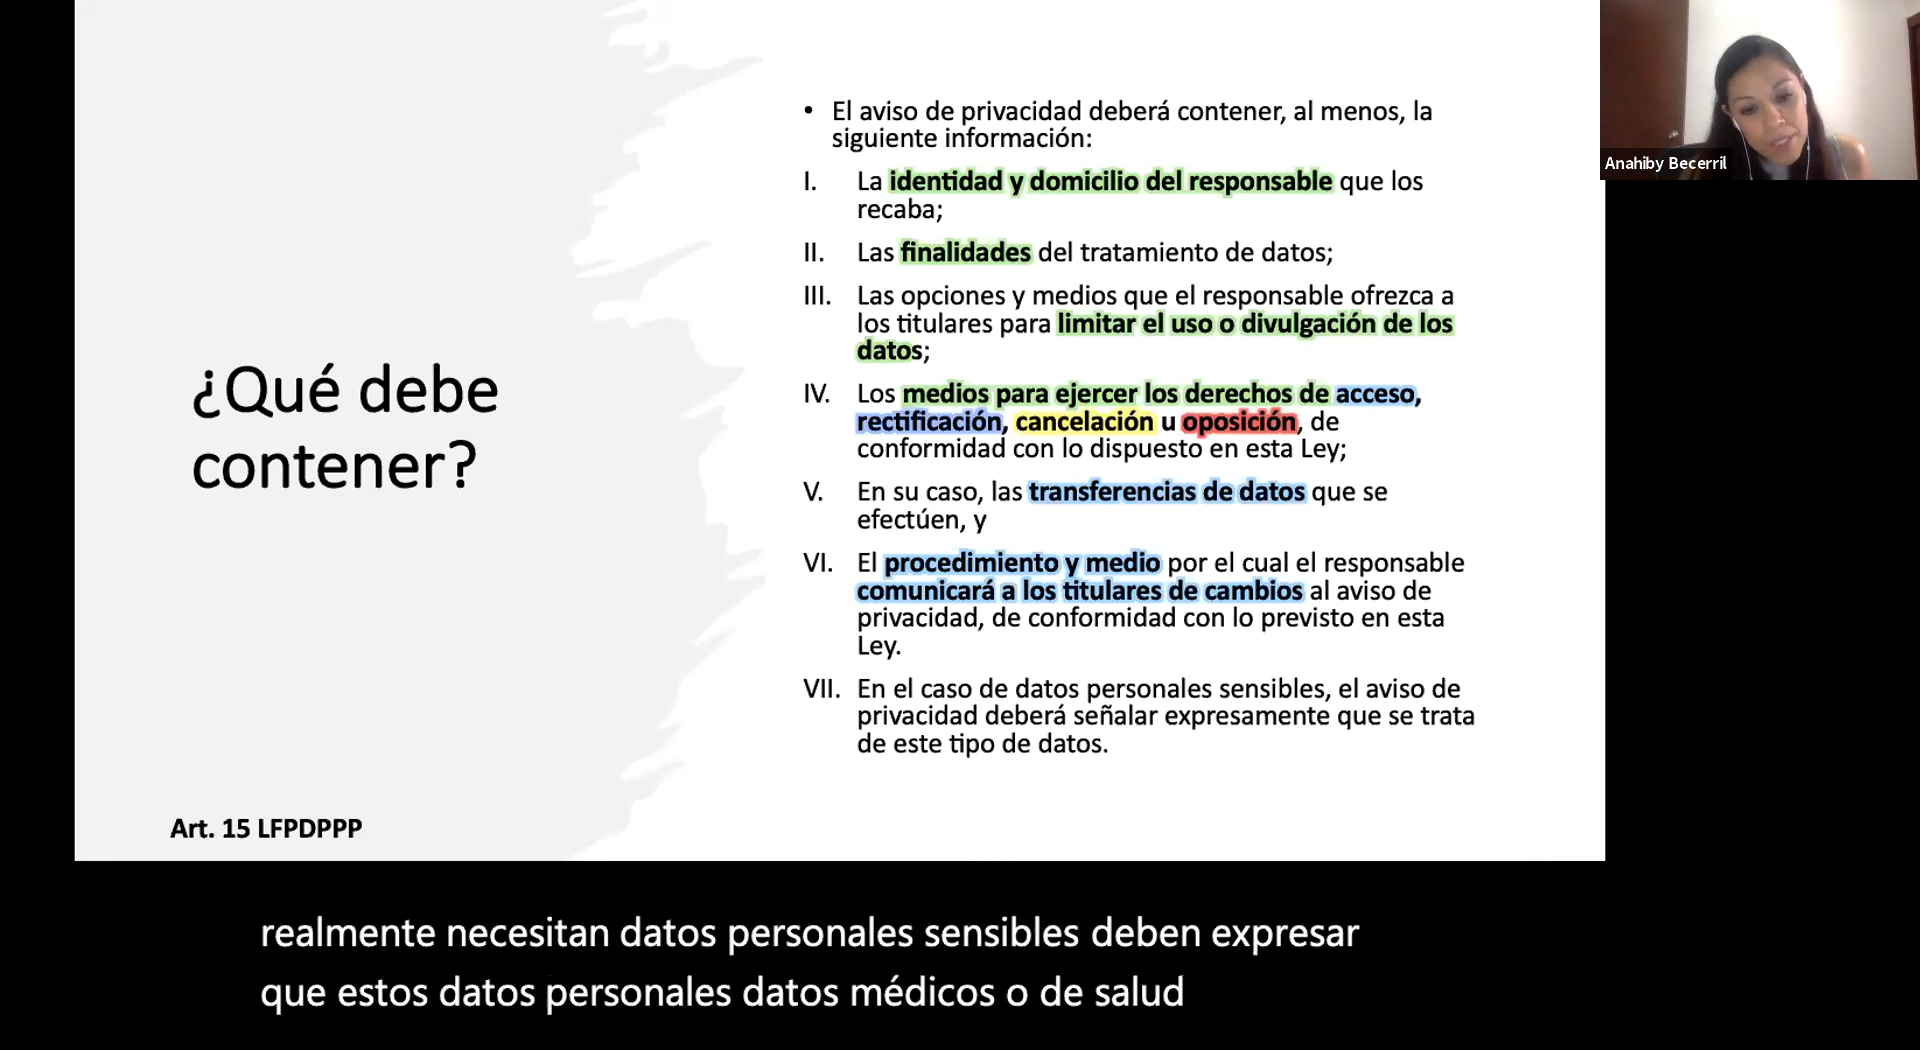 ¿Qué debe
contener?
Art. 15 LFPDPPP
• El aviso de privacidad deberá contener, al menos, la
siguiente información:
I. La identidad y domicilio del responsable que los
recaba;
II. Las finalidades del tratamiento de datos;
III. Las opciones y medios que el responsable ofrezca a
los titulares para limitar el uso o divulgación de los
datos;
IV. Los medios para ejercer los derechos de acceso,
rectificación, cancelación u oposición, de
conformidad con lo dispuesto en esta Ley;
V. En su caso, las transferencias de datos que se
efectúen, y
VI. El procedimiento y medio por el cual el responsable
comunicará a los titulares de cambios al aviso de
privacidad, de conformidad con lo previsto en esta
Ley.
VII. En el caso de datos personales sensibles, el aviso de
privacidad deberá señalar expresamente que se trata
de este tipo de datos.
Anahiby Becerril
realmente necesitan datos personales sensibles deben expresar
que estos datos personales datos médicos o de salud